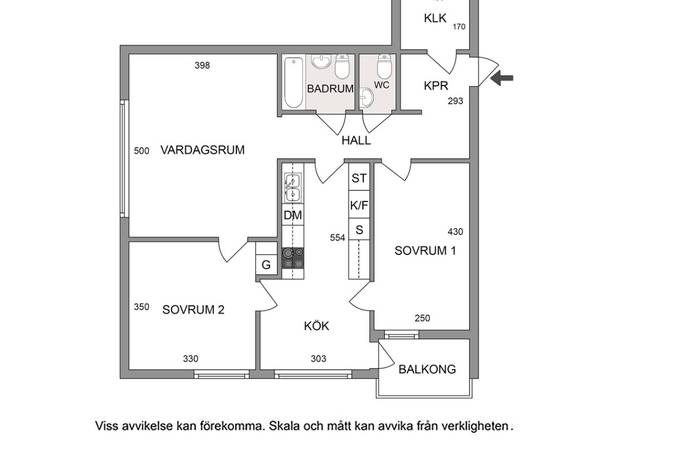 KLK
170
398
BADRUM
WC
KPR
293
HALL
500
VARDAGSRUM
ST
K/F
DM
S
554
430
SOVRUM 1
G
350
SOVRUM 2
250
KÖK
330
303
BALKONG
Viss avvikelse kan förekomma. Skala och mått kan avvika från verkligheten.